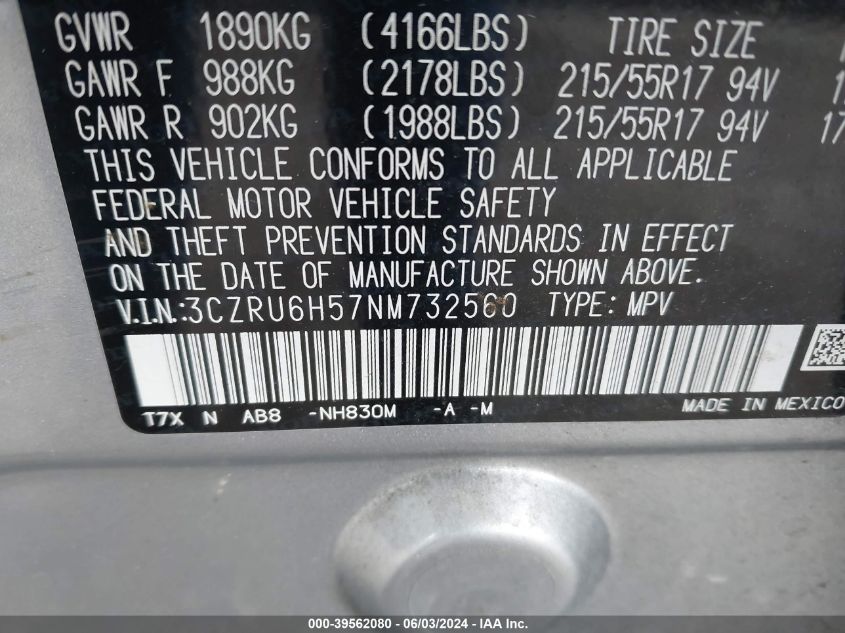 GVWR 1890KG (4166LBS) TIRE SIZE
GAWR F 988KG (2178LBS) 215/55R17 94V
GAWR R 902KG (1988LBS) 215/55R17 94V 17
THIS VEHICLE CONFORMS TO ALL APPLICABLE
FEDERAL MOTOR VEHICLE SAFETY
AND THEFT PREVENTION STANDARDS IN EFFECT
ON THE DATE OF MANUFACTURE SHOWN ABOVE.
V.I.N.:3CZRU6H57NM732560 TYPE: MPV
T7X N AB8 -NH830M -A -M MADE IN MEXICO
000-39562080 - 06/03/2024 - IAA Inc.